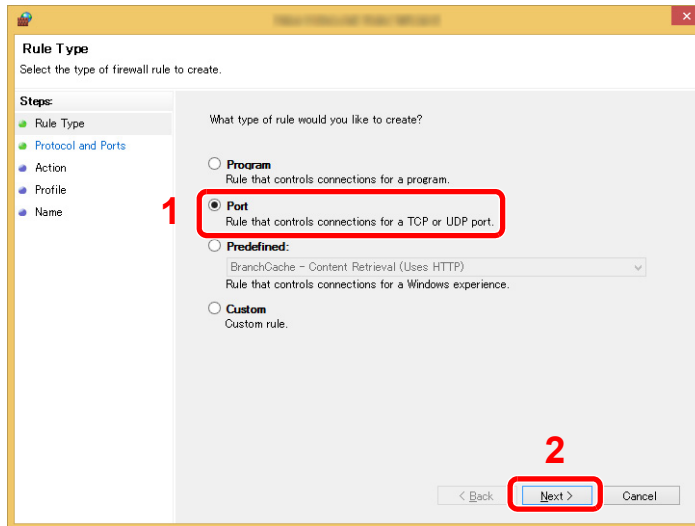 Rule Type
Select the type of firewall rule to create.
Steps:
Rule Type
Protocol and Ports
Action
Profile
Name
What type of rule would you like to create?
Program
Rule that controls connections for a program.
1
Port
Rule that controls connections for a TCP or UDP port.
Predefined:
BranchCache - Content Retrieval (Uses HTTP)
Rule that controls connections for a Windows experience.
Custom
Custom rule.
2
< Back
Next >
Cancel